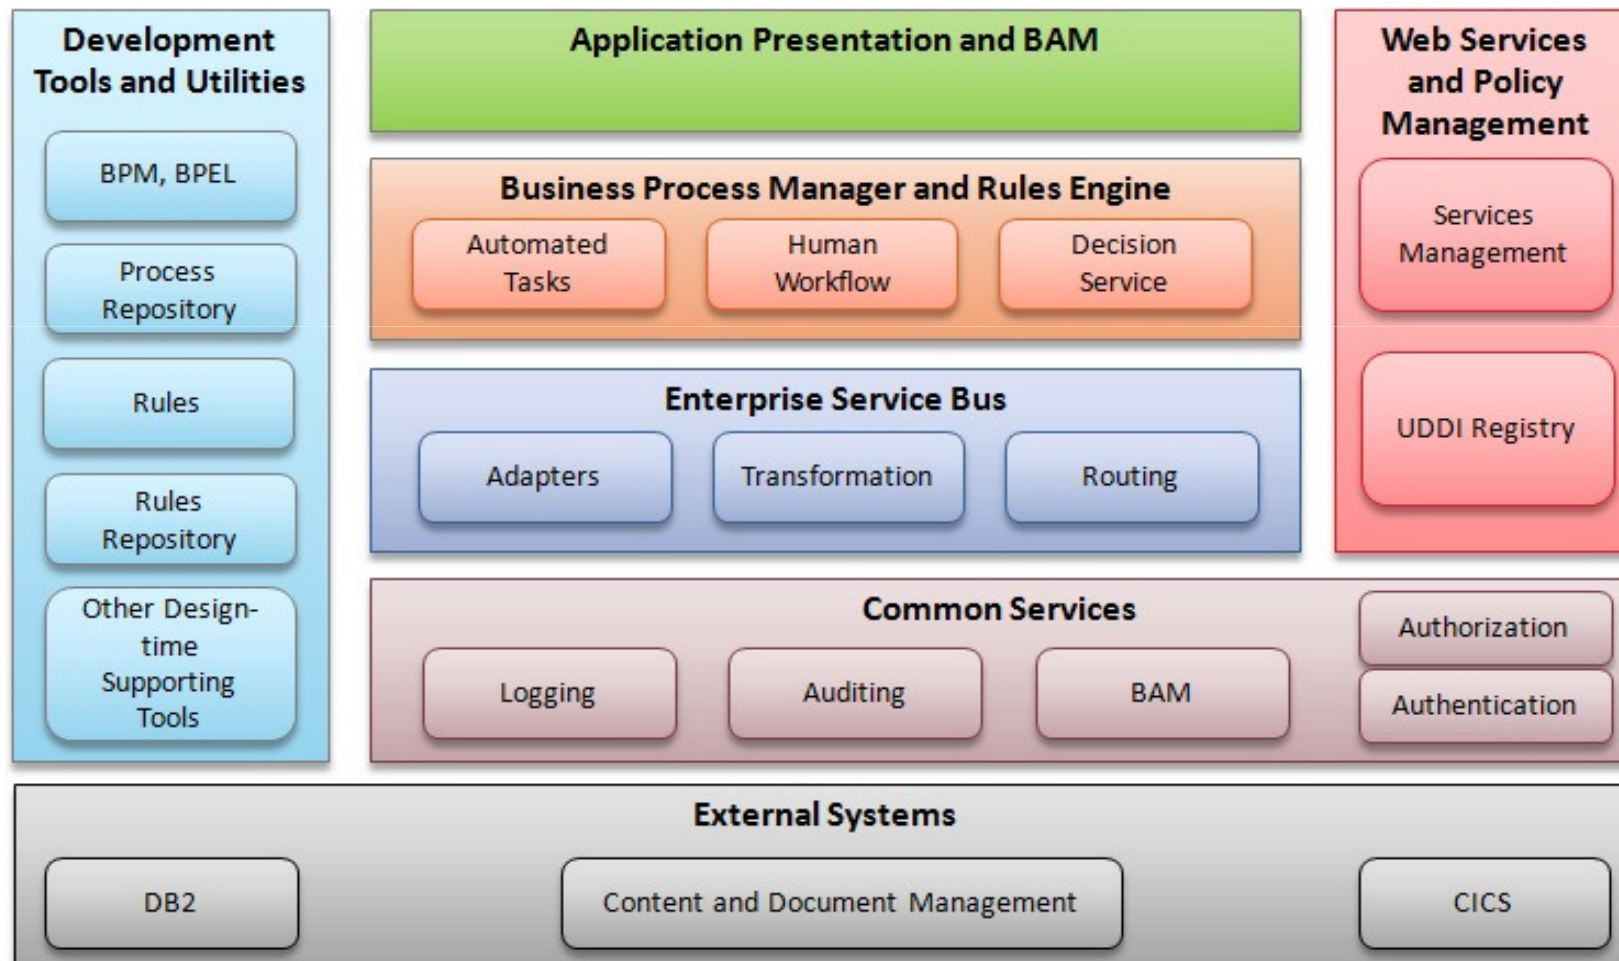 Development
Tools and Utilities
BPM, BPEL
Process
Repository
Rules
Rules
Repository
Other Design-
time
Supporting
Tools
Application Presentation and BAM
Business Process Manager and Rules Engine
Automated
Tasks
Human
Workflow
Decision
Service
Enterprise Service Bus
Adapters
Transformation
Routing
Web Services
and Policy
Management
Services
Management
UDDI Registry
Common Services
Logging
Auditing
BAM
Authorization
Authentication
External Systems
DB2
Content and Document Management
CICS